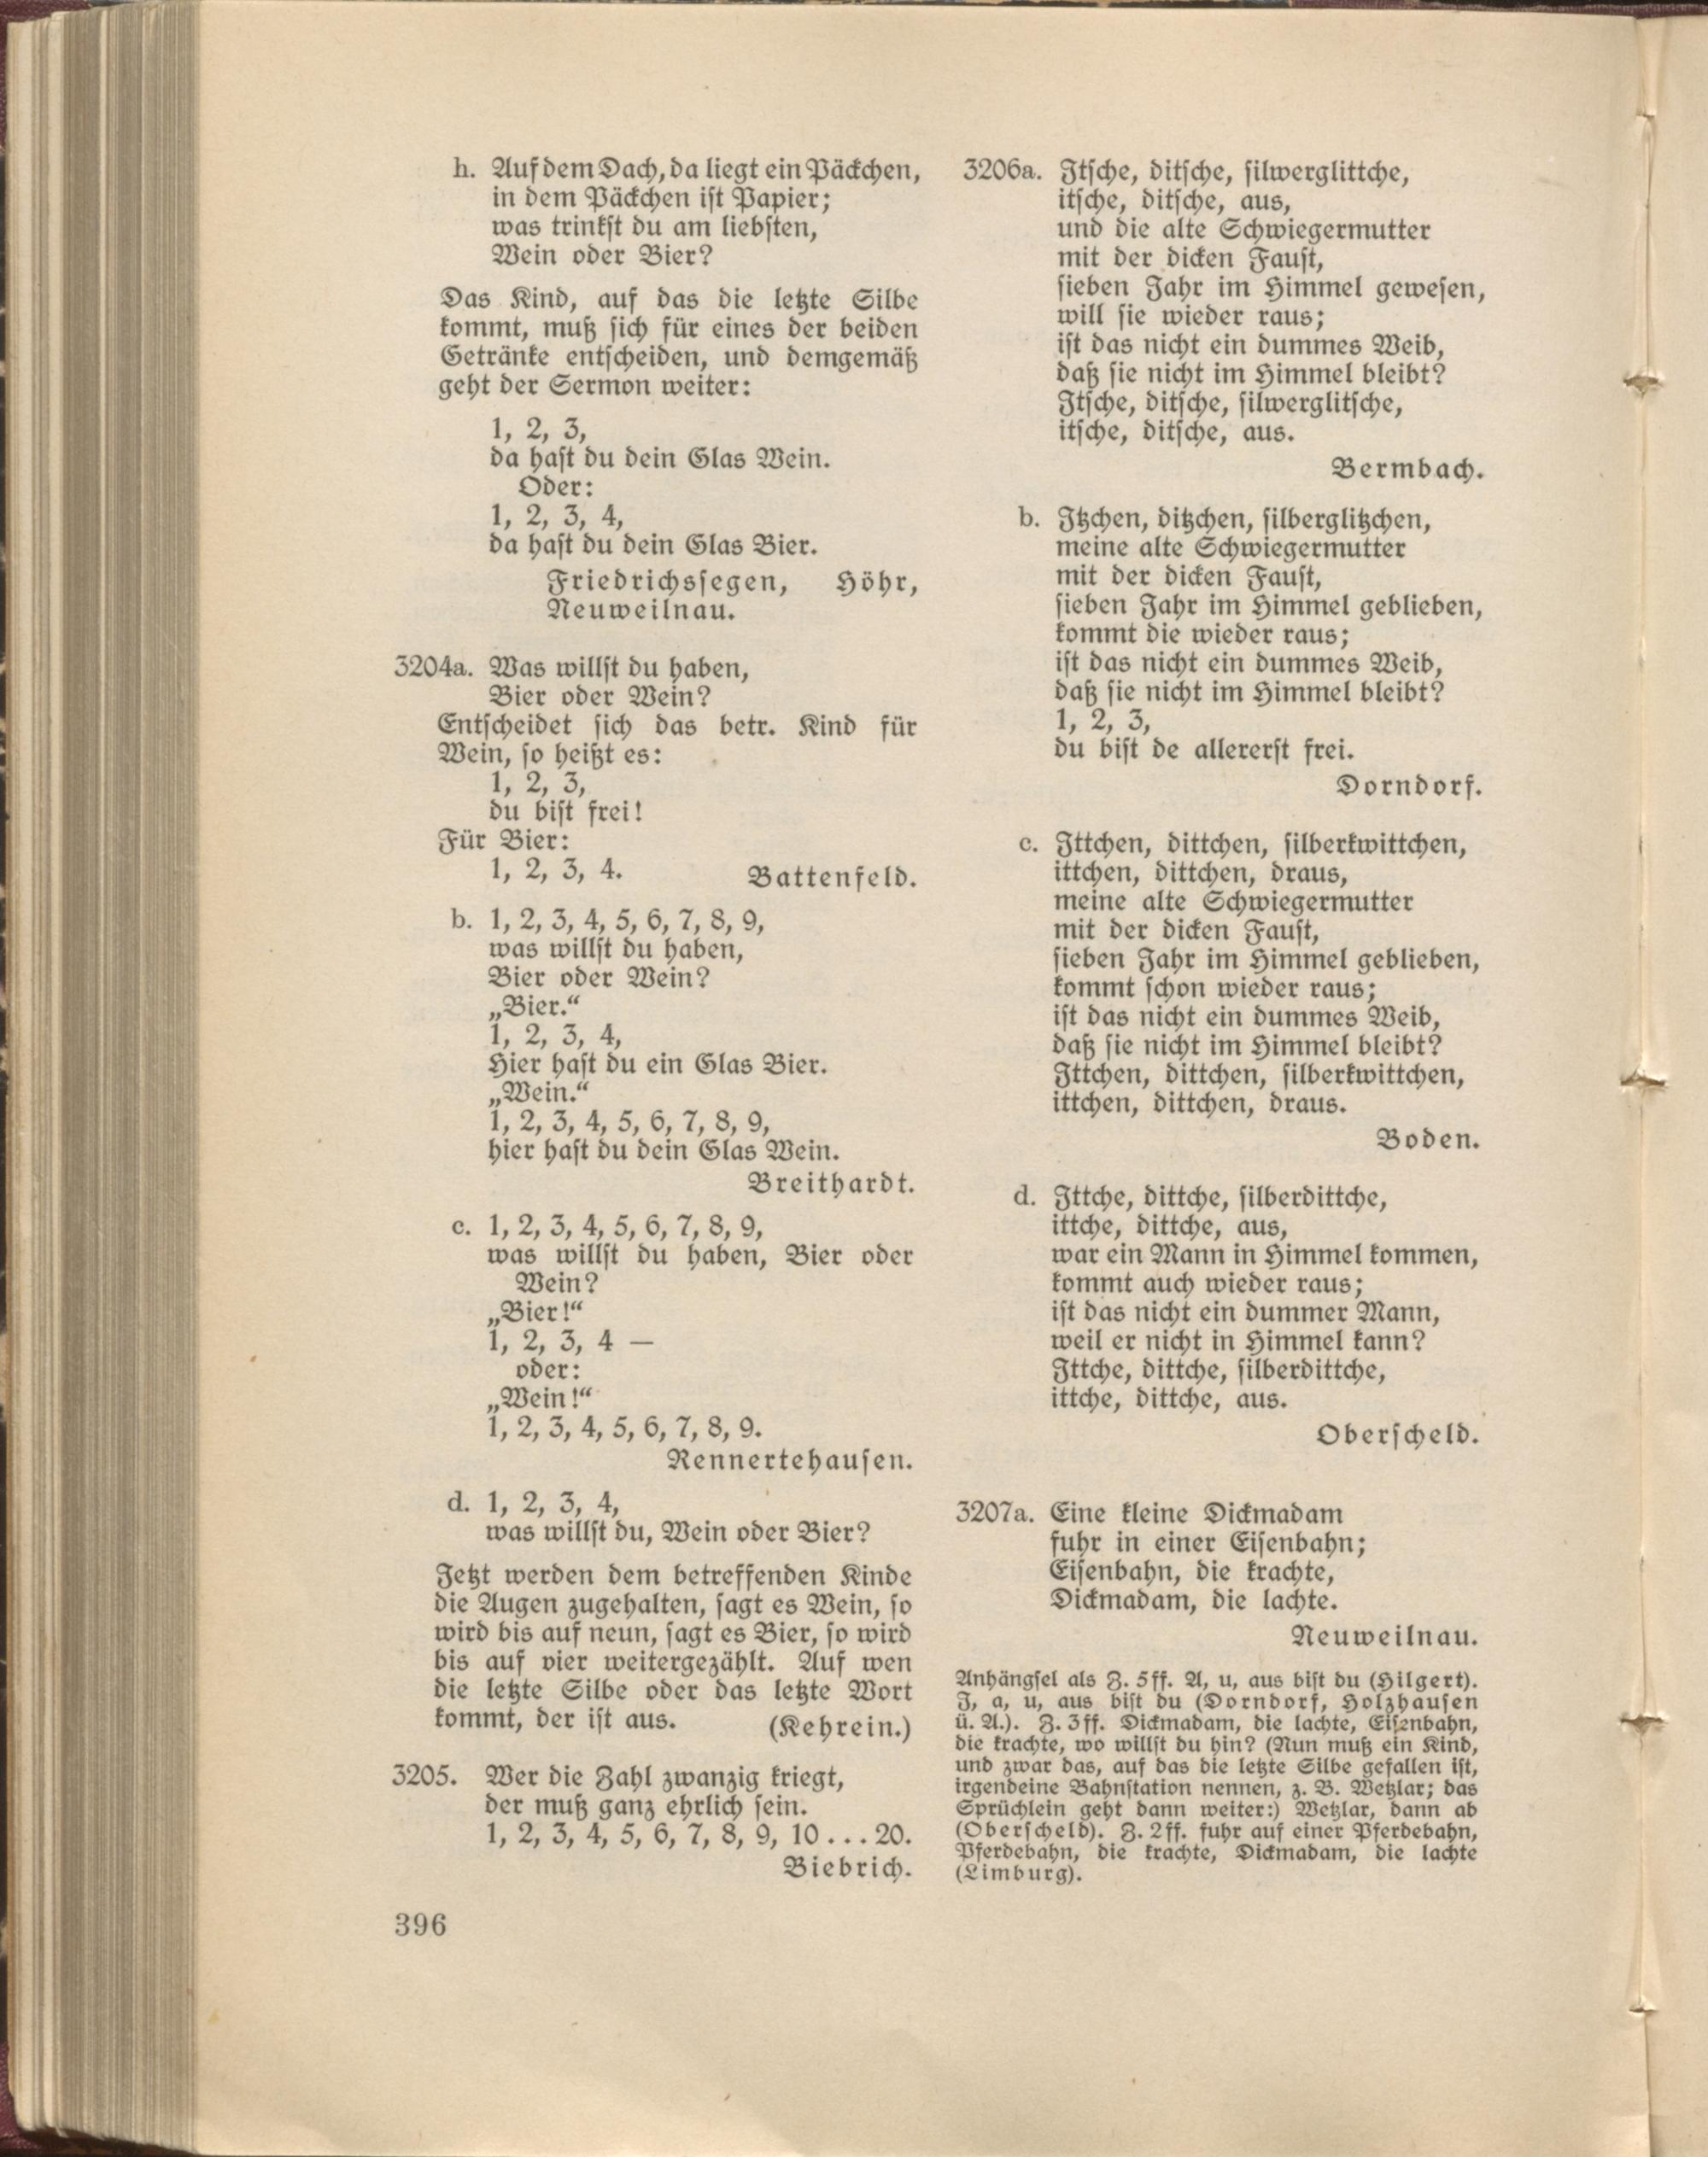 h. Auf dem Dach, da liegt ein Päckchen,
in dem Päckchen ist Papier;
was trinkst du am liebsten,
Wein oder Bier?
Das Kind, auf das die letzte Silbe
kommt, muß sich für eines der beiden
Getränke entscheiden, und demgemäß
geht der Sermon weiter:
1, 2, 3,
da hast du dein Glas Wein.
Oder:
1, 2, 3, 4,
da hast du dein Glas Bier.
Friedrichssegen, Höhr,
Neuweilnau.
3204a. Was willst du haben,
Bier oder Wein?
Entscheidet sich das betr. Kind für
Wein, so heißt es:
1, 2, 3,
du bist frei!
Für Bier:
1, 2, 3, 4.
Battenfeld.
b. 1, 2, 3, 4, 5, 6, 7, 8, 9,
was willst du haben,
Bier oder Wein?
„Bier.“
1, 2, 3, 4,
Hier hast du ein Glas Bier.
„Wein.“
1, 2, 3, 4, 5, 6, 7, 8, 9,
hier hast du dein Glas Wein.
Breithardt.
c. 1, 2, 3, 4, 5, 6, 7, 8, 9,
was willst du haben, Bier oder
Wein?
„Bier!“
1, 2, 3, 4 —
oder:
„Wein!“
1, 2, 3, 4, 5, 6, 7, 8, 9.
Rennertehausen.
d. 1, 2, 3, 4,
was willst du, Wein oder Bier?
Jetzt werden dem betreffenden Kinde
die Augen zugehalten, sagt es Wein, so
wird bis auf neun, sagt es Bier, so wird
bis auf vier weitergezählt. Auf wen
die letzte Silbe oder das letzte Wort
kommt, der ist aus. (Kehrein.)
3205. Wer die Zahl zwanzig kriegt,
der muß ganz ehrlich sein.
1, 2, 3, 4, 5, 6, 7, 8, 9, 10 . . . 20.
Biebrich.
396
3206a. Itsche, ditsche, silwerglittche,
itsche, ditsche, aus,
und die alte Schwiegermutter
mit der dicken Faust,
sieben Jahr im Himmel gewesen,
will sie wieder raus;
ist das nicht ein dummes Weib,
daß sie nicht im Himmel bleibt?
Itsche, ditsche, silwerglitsche,
itsche, ditsche, aus.
Bermbach.
b. Itzchen, ditzchen, silberglitzchen,
meine alte Schwiegermutter
mit der dicken Faust,
sieben Jahr im Himmel geblieben,
kommt die wieder raus;
ist das nicht ein dummes Weib,
daß sie nicht im Himmel bleibt?
1, 2, 3,
du bist de allererst frei.
Dorndorf.
c. Ittchen, dittchen, silberkwittchen,
ittchen, dittchen, draus,
meine alte Schwiegermutter
mit der dicken Faust,
sieben Jahr im Himmel geblieben,
kommt schon wieder raus;
ist das nicht ein dummes Weib,
daß sie nicht im Himmel bleibt?
Ittchen, dittchen, silberkwittchen,
ittchen, dittchen, draus.
Boden.
d. Ittche, dittche, silberdittche,
ittche, dittche, aus,
war ein Mann in Himmel kommen,
kommt auch wieder raus;
ist das nicht ein dummer Mann,
weil er nicht in Himmel kann?
Ittche, dittche, silberdittche,
ittche, dittche, aus.
Oberscheld.
3207a. Eine kleine Dickmadam
fuhr in einer Eisenbahn;
Eisenbahn, die krachte,
Dickmadam, die lachte.
Neuweilnau.
Anhängsel als Z. 5 ff. A, u, aus bist du (Hilgert).
I, a, u, aus bist du (Dorndorf, Holzhausen
ü. A.). Z. 3 ff. Dickmadam, die lachte, Eisenbahn,
die krachte, wo willst du hin? (Nun muß ein Kind,
und zwar das, auf das die letzte Silbe gefallen ist,
irgendeine Bahnstation nennen, z. B. Wetzlar; das
Sprüchlein geht dann weiter:) Wetzlar, dann ab
(Oberscheld). Z. 2 ff. fuhr auf einer Pferdebahn,
Pferdebahn, die krachte, Dickmadam, die lachte
(Limburg).